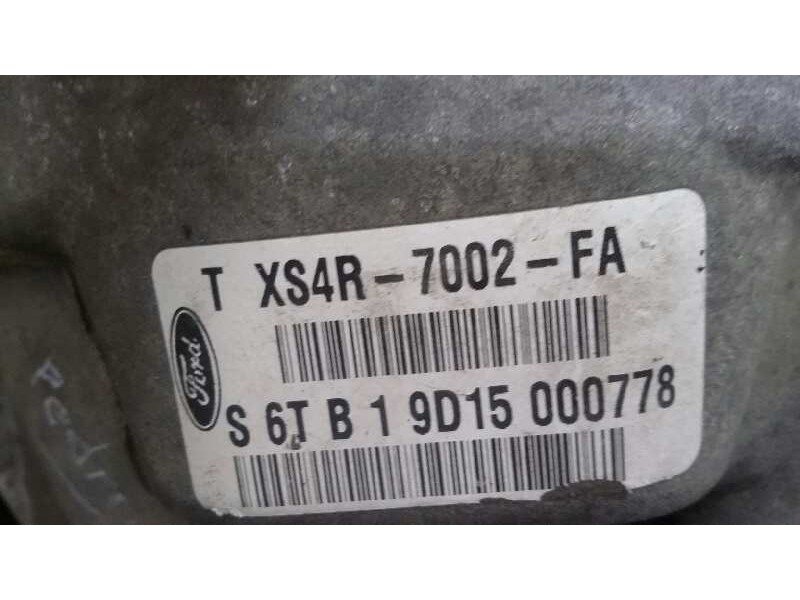 T XS4R-7002-FA
Ford
S 6T B 1 9D15 000778